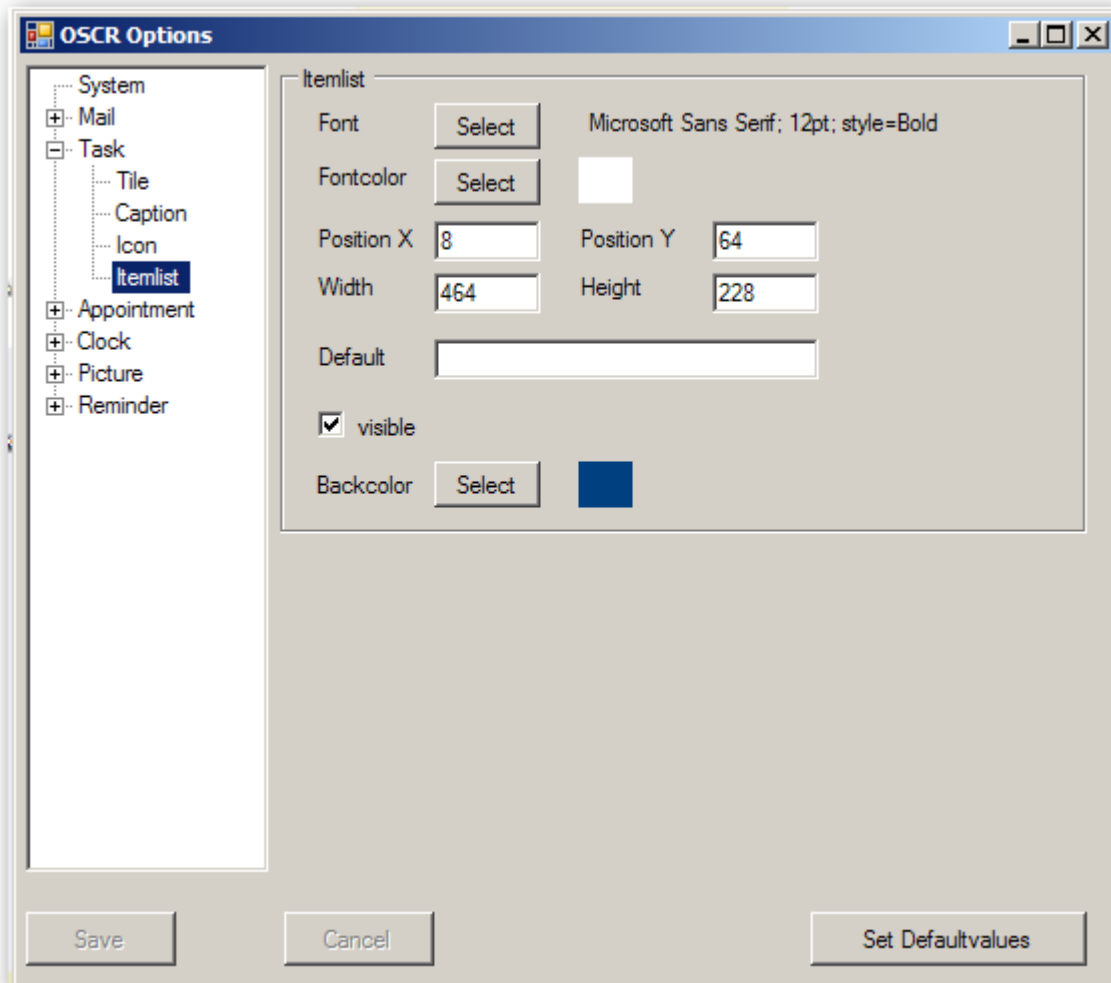 OSCR Options
System
Mail
Task
Tile
Caption
Icon
Itemlist
Appointment
Clock
Picture
Reminder
Itemlist
Font Select Microsoft Sans Serif; 12pt; style=Bold
Fontcolor Select
Position X 8 Position Y 64
Width 464 Height 228
Default
visible
Backcolor Select
Save Cancel Set Defaultvalues